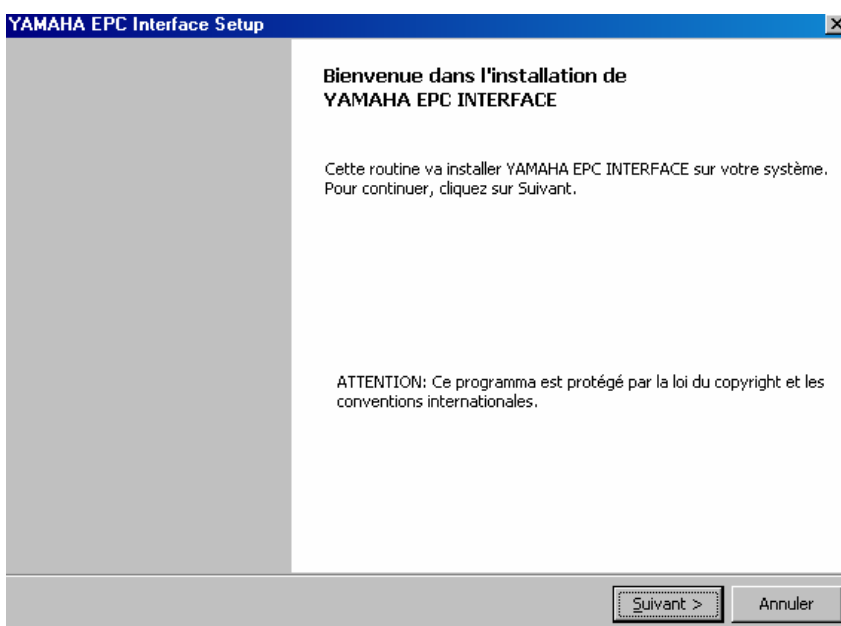 YAMAHA EPC Interface Setup
Bienvenue dans l'installation de
YAMAHA EPC INTERFACE
Cette routine va installer YAMAHA EPC INTERFACE sur votre système.
Pour continuer, cliquez sur Suivant.
ATTENTION: Ce programma est protégé par la loi du copyright et les
conventions internationales.
Suivant >
Annuler